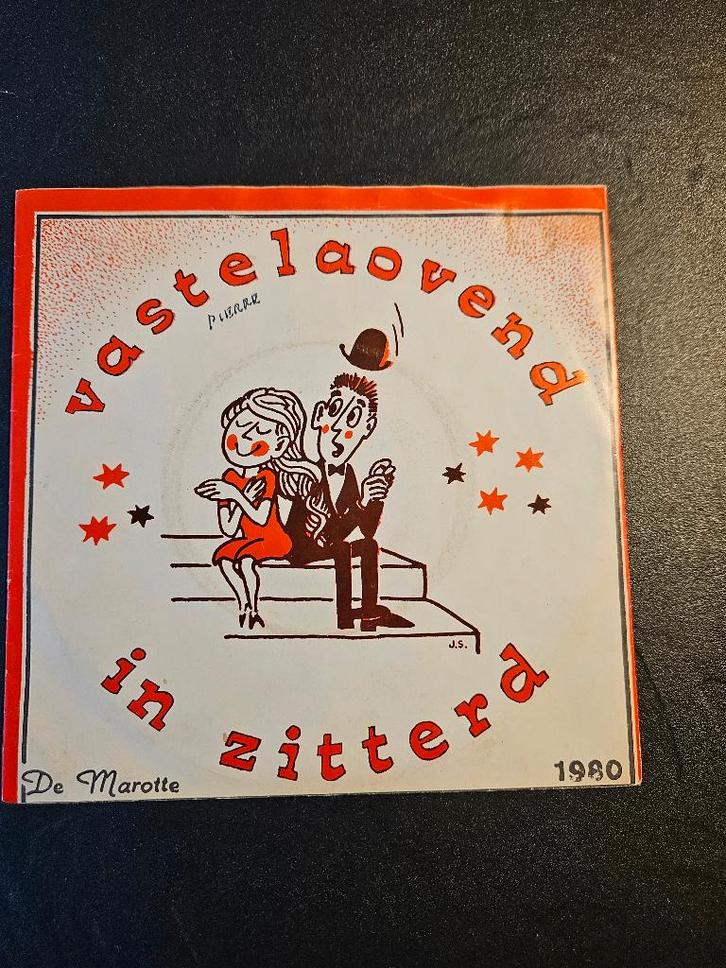 vastelaovend
PIERRE
J.S.
in zitterd
De Marotte
1980